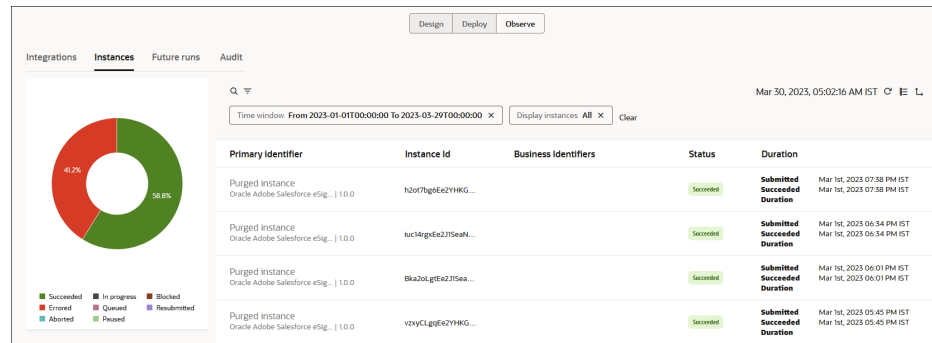 Design Deploy Observe
Integrations Instances Future runs Audit
Mar 30, 2023, 05:02:16 AM IST
Time window From 2023-01-01T00:00:00 To 2023-03-29T00:00:00 ×
Display instances All ×
Clear
41.2%
58.8%
Succeeded In progress Blocked
Errored Queued Resubmitted
Aborted Paused
Primary identifier Instance Id Business Identifiers Status Duration
Purged instance
Oracle Adobe Salesforce eSig... | 1.0.0
h2ot7bg6Ee2YHKG...
Succeeded
Submitted Mar 1st, 2023 07:38 PM IST
Succeeded Mar 1st, 2023 07:38 PM IST
Duration
Purged instance
Oracle Adobe Salesforce eSig... | 1.0.0
iuc14rgxEe2J1SeaN...
Succeeded
Submitted Mar 1st, 2023 06:34 PM IST
Succeeded Mar 1st, 2023 06:34 PM IST
Duration
Purged instance
Oracle Adobe Salesforce eSig... | 1.0.0
Bka2oLgtEe2J1Sea...
Succeeded
Submitted Mar 1st, 2023 06:01 PM IST
Succeeded Mar 1st, 2023 06:01 PM IST
Duration
Purged instance
Oracle Adobe Salesforce eSig... | 1.0.0
vzxyCLgqEe2YHKG...
Succeeded
Submitted Mar 1st, 2023 05:45 PM IST
Succeeded Mar 1st, 2023 05:45 PM IST
Duration